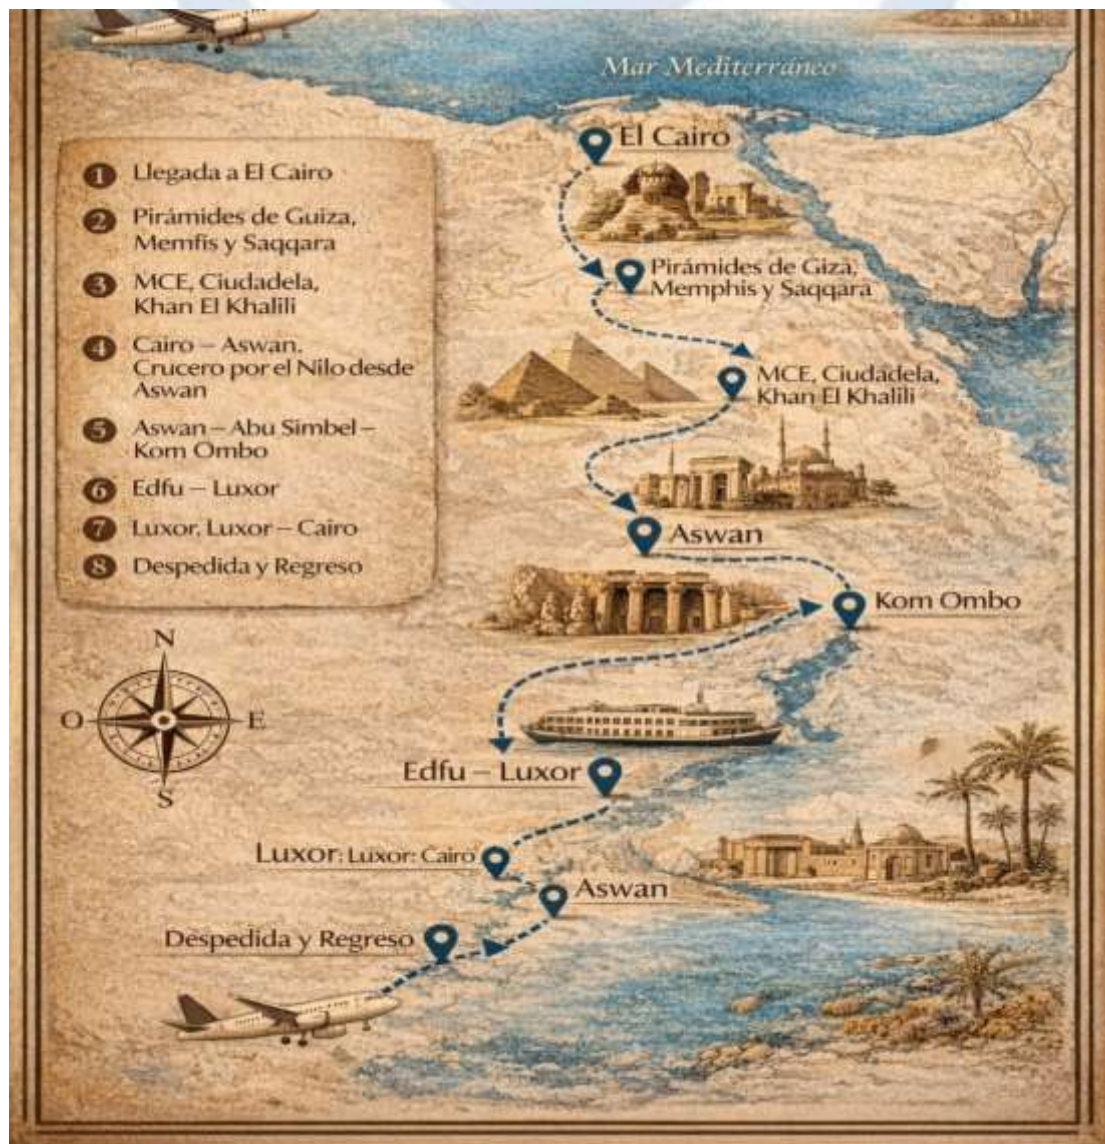 Mar Mediterráneo
El Cairo
1 Llegada a El Cairo
2 Pirámides de Guiza,
Memfis y Saqqara
3 MCE, Ciudadela,
Khan El Khalili
4 Cairo – Aswan.
Crucero por el Nilo desde
Aswan
5 Aswan – Abu Simbel –
Kom Ombo
6 Edfu – Luxor
7 Luxor, Luxor – Cairo
8 Despedida y Regreso
Pirámides de Giza,
Memphis y Saqqara
MCE, Ciudadela,
Khan El Khalili
Aswan
Kom Ombo
N
O E
S
Edfu – Luxor
Luxor: Luxor: Cairo
Aswan
Despedida y Regreso